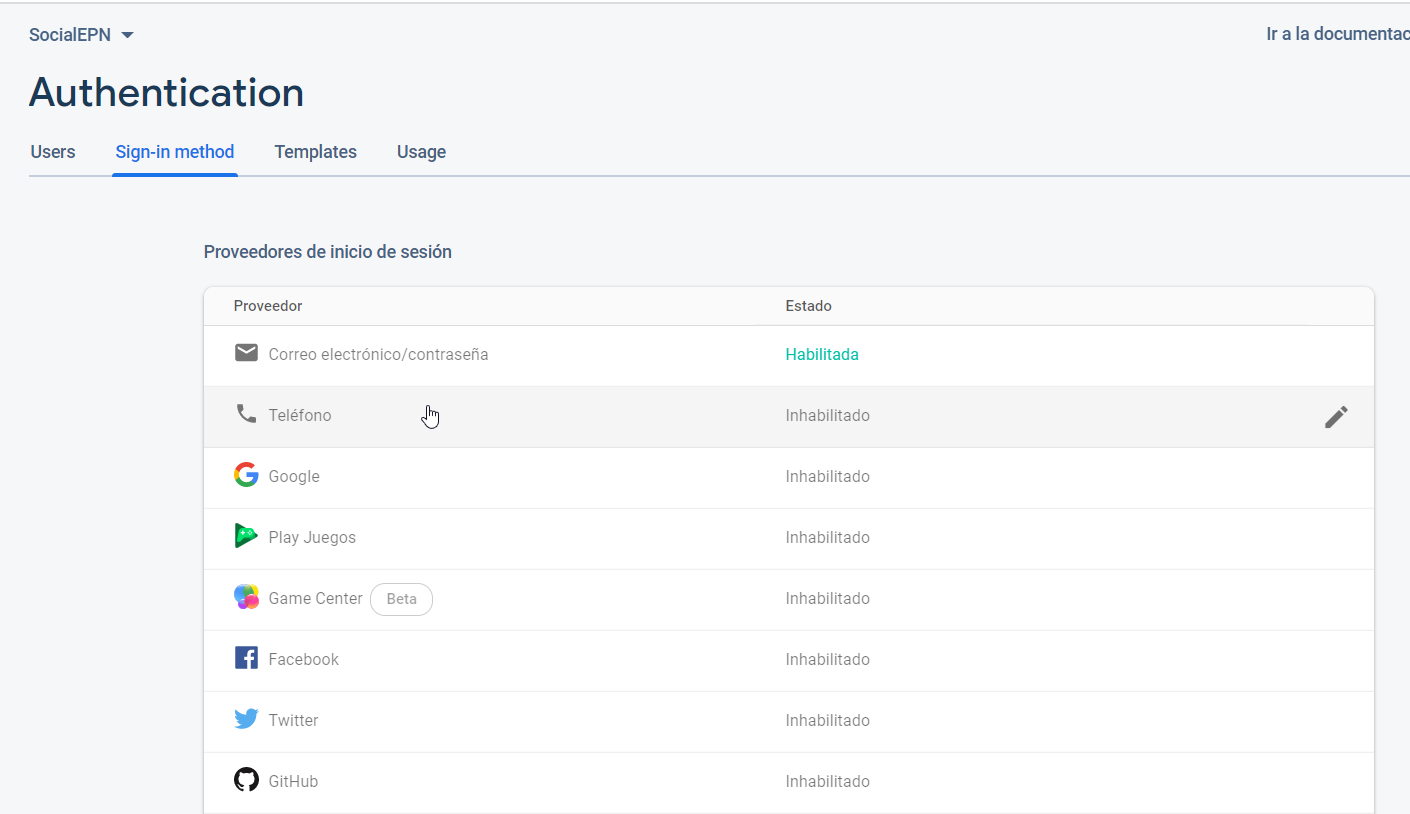 SocialEPN
Ir a la documentac
Authentication
Users Sign-in method Templates Usage
Proveedores de inicio de sesión
Proveedor Estado
Correo electrónico/contraseña Habilitada
Teléfono Inhabilitado
Google Inhabilitado
Play Juegos Inhabilitado
Game Center Beta Inhabilitado
Facebook Inhabilitado
Twitter Inhabilitado
GitHub Inhabilitado